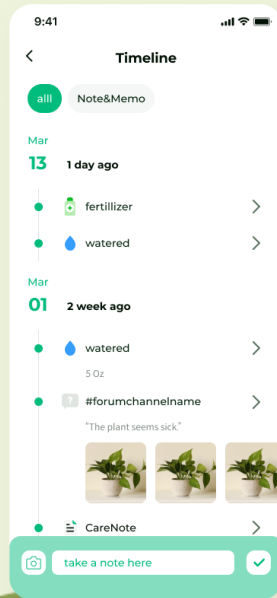 9:41
Timeline
alll
Note&Memo
Mar
13 1 day ago
fertillizer
watered
Mar
01 2 week ago
watered
5 Oz
?
#forumchannelname
"The plant seems sick."
CareNote
take a note here